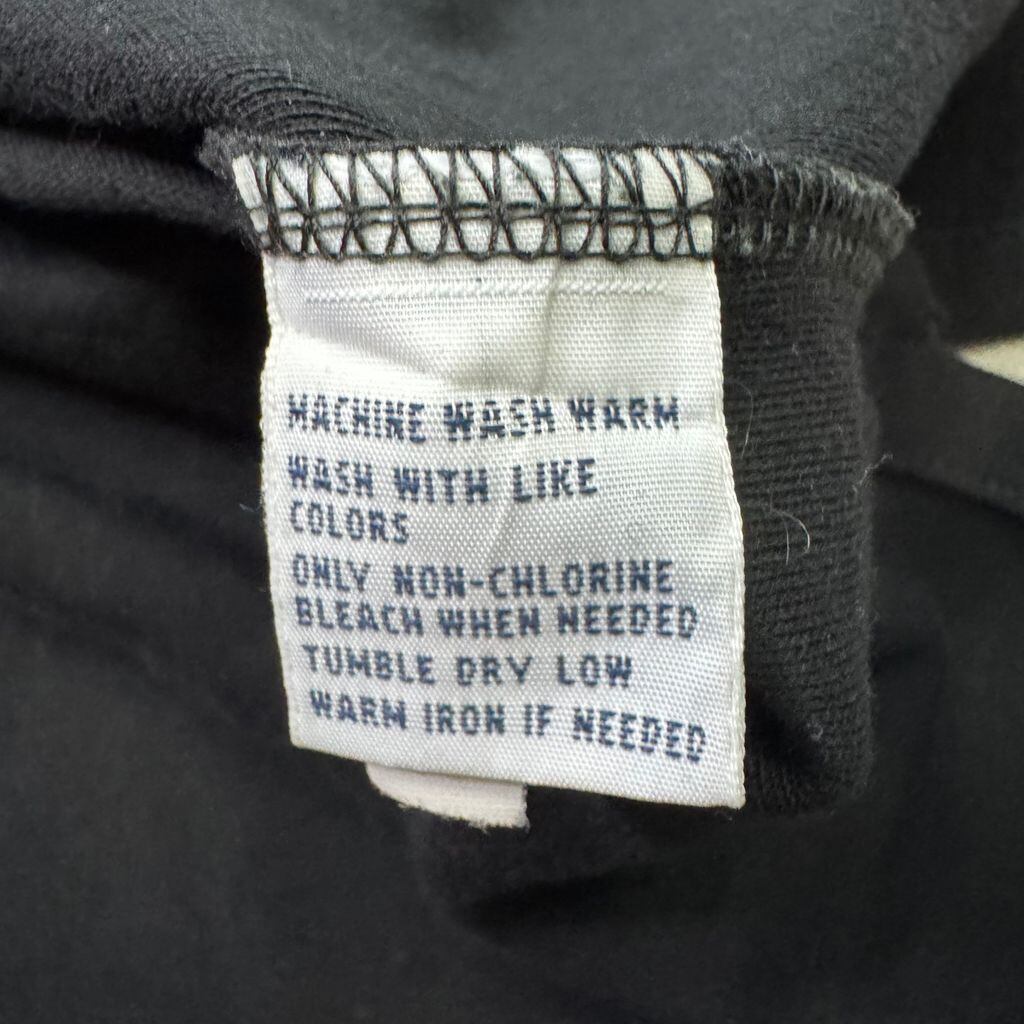 MACHINE WASH WARM
WASH WITH LIKE
COLORS
ONLY NON-CHLORINE
BLEACH WHEN NEEDED
TUMBLE DRY LOW
WARM IRON IF NEEDED